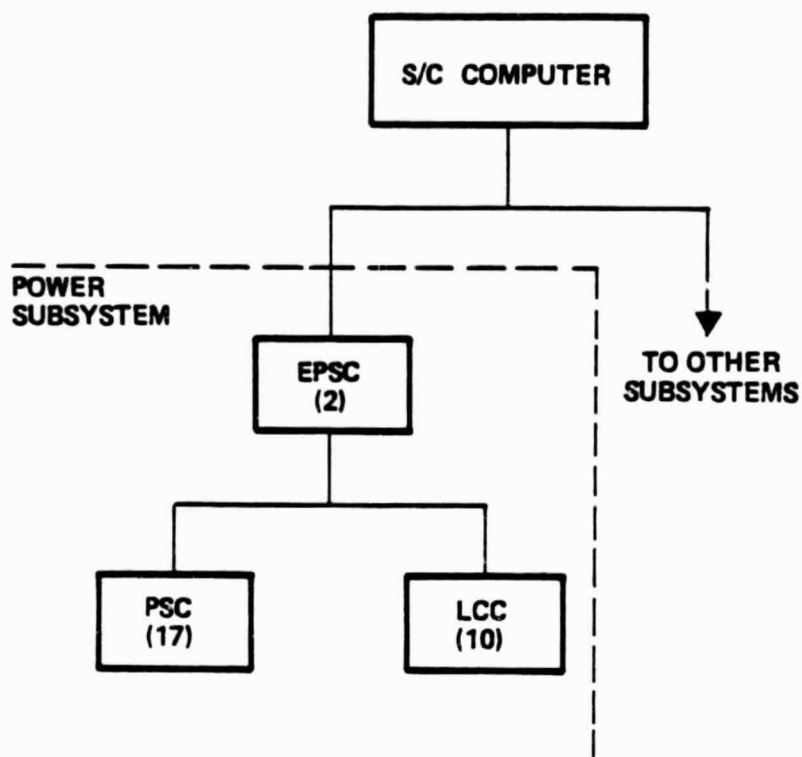 S/C COMPUTER
POWER
SUBSYSTEM
EPSC
(2)
TO OTHER
SUBSYSTEMS
PSC
(17)
LCC
(10)